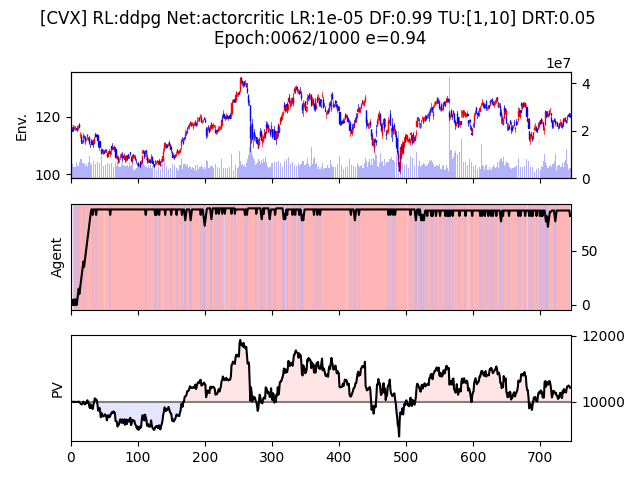 [CVX] RL:ddpg Net:actorcritic LR:1e-05 DF:0.99 TU:[1,10] DRT:0.05
Epoch:0062/1000 e=0.94
1e7
Env.
120
100
4
2
0
Agent
50
0
PV
12000
10000
0 100 200 300 400 500 600 700